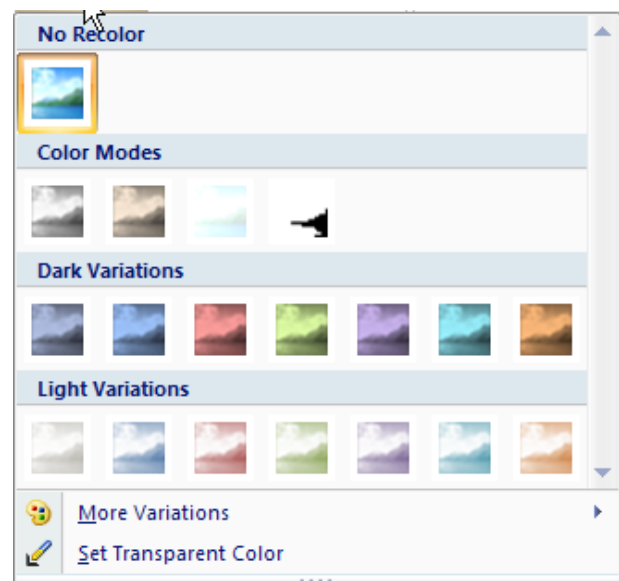 No Recolor
Color Modes
Dark Variations
Light Variations
More Variations
Set Transparent Color